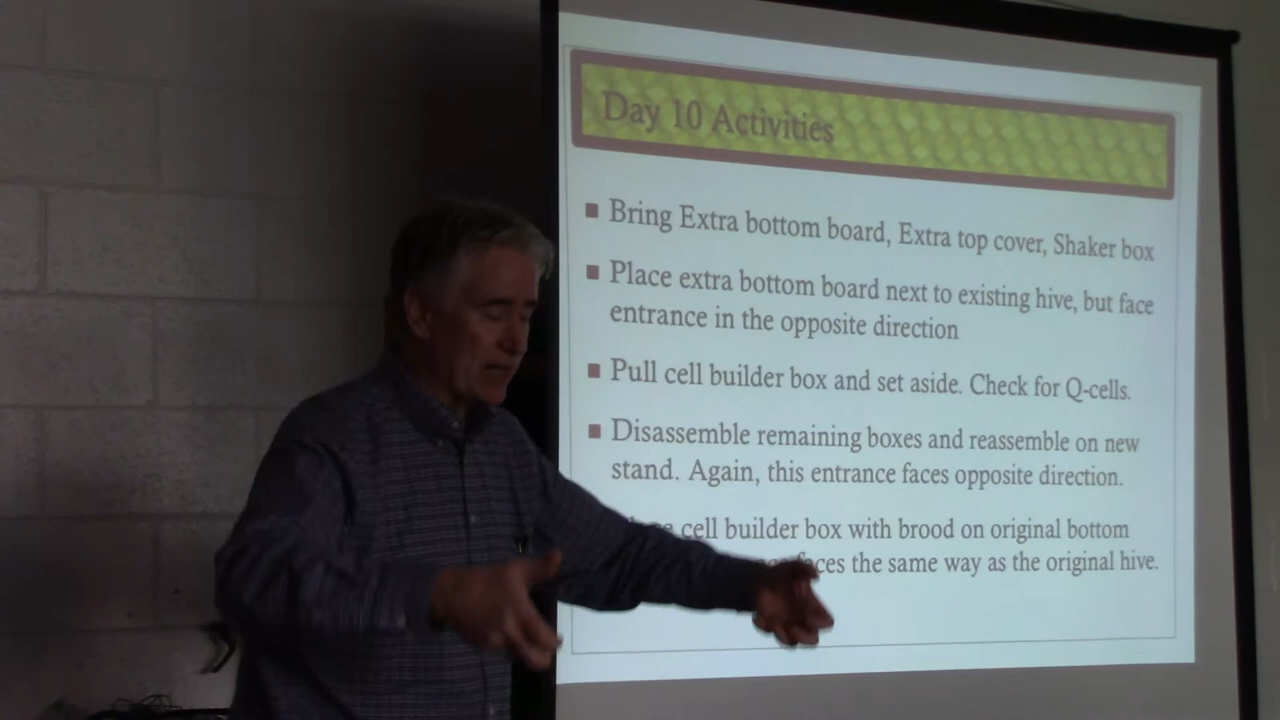 Day 10 Activities
Bring Extra bottom board, Extra top cover, Shaker box
Place extra bottom board next to existing hive, but face
entrance in the opposite direction
Pull cell builder box and set aside. Check for Q-cells.
Disassemble remaining boxes and reassemble on new
stand. Again, this entrance faces opposite direction.
cell builder box with brood on original bottom
the same way as the original hive.